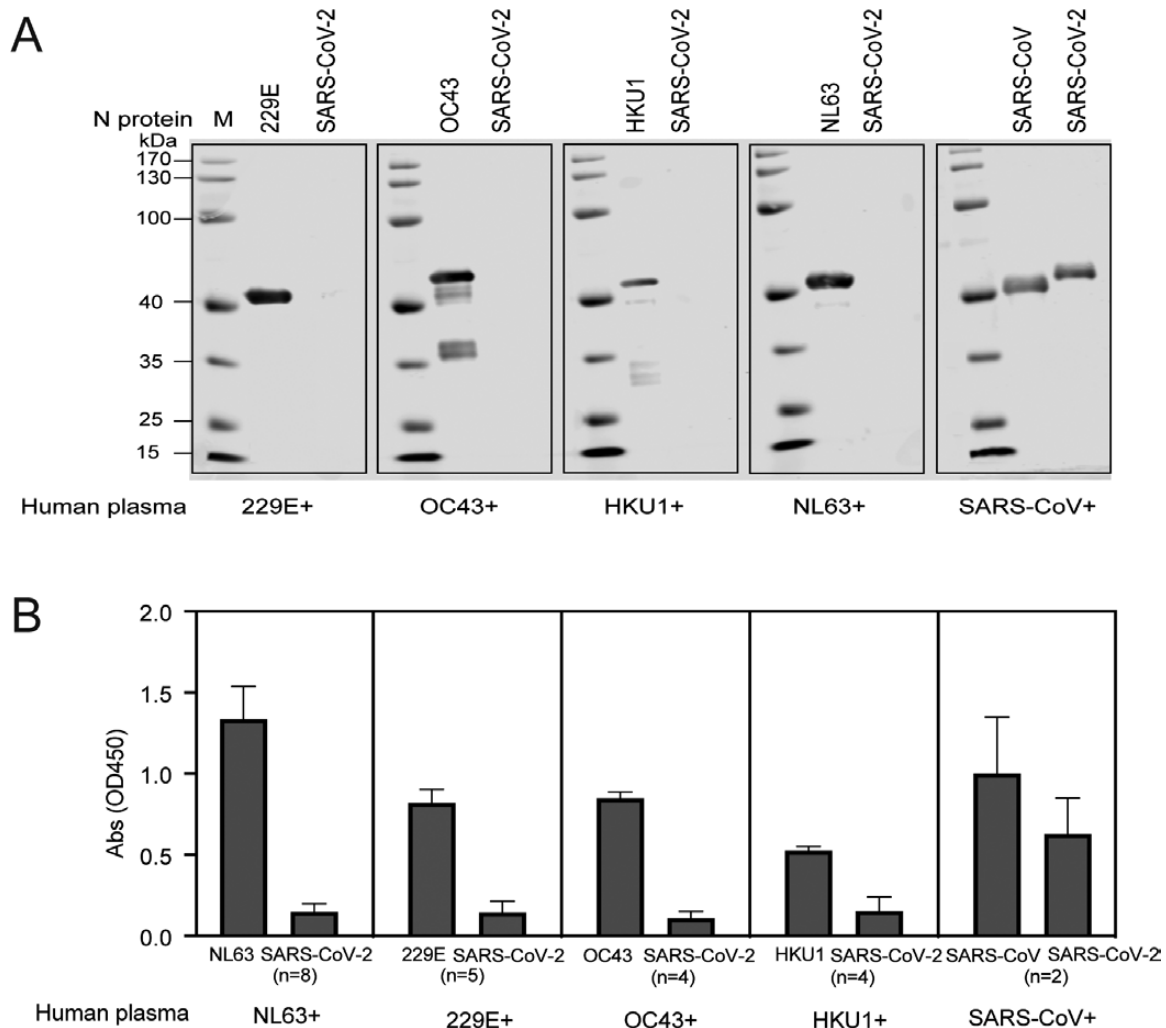 A
N protein M 229E SARS-CoV-2 OC43 SARS-CoV-2 HKU1 SARS-CoV-2 NL63 SARS-CoV-2 SARS-CoV SARS-CoV-2
kDa
170
130
100
40
35
25
15
Human plasma 229E+ OC43+ HKU1+ NL63+ SARS-CoV+
B
Abs (OD450)
2.0
1.5
1.0
0.5
0.0
NL63 SARS-CoV-2 229E SARS-CoV-2 OC43 SARS-CoV-2 HKU1 SARS-CoV-2 SARS-CoV SARS-CoV-2
(n=8) (n=5) (n=4) (n=4) (n=2)
Human plasma NL63+ 229E+ OC43+ HKU1+ SARS-CoV+